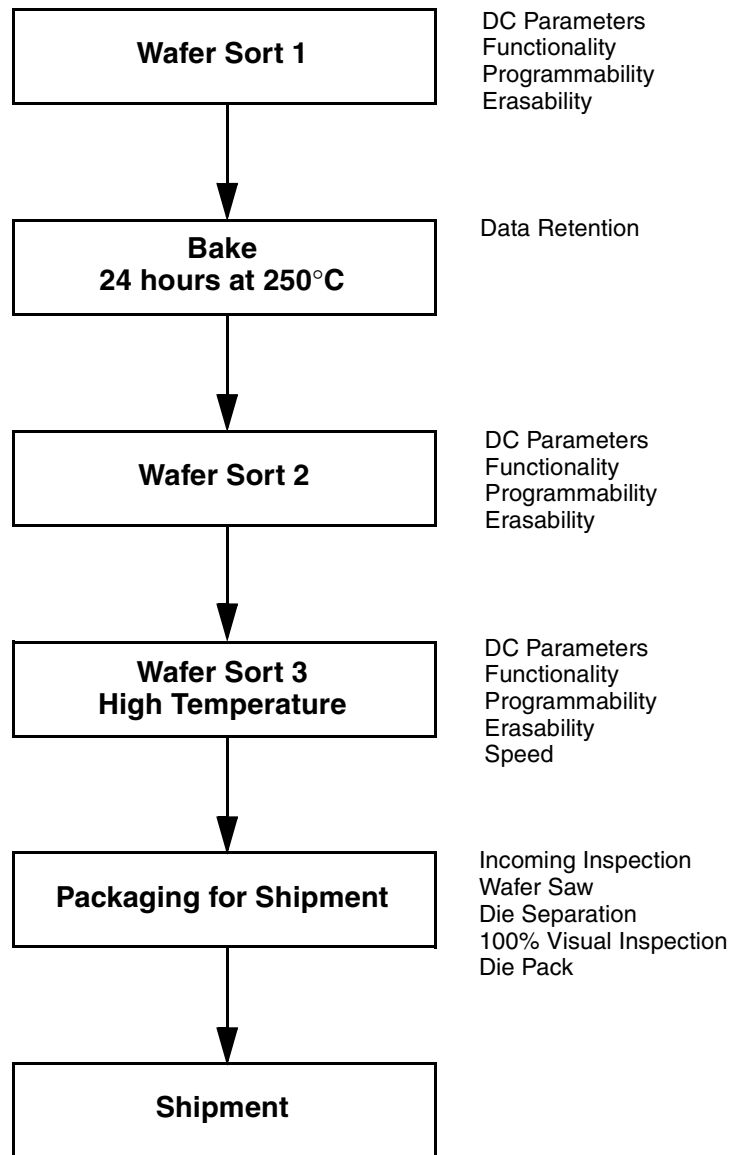 Wafer Sort 1
DC Parameters
Functionality
Programmability
Erasability
Bake
24 hours at 250°C
Data Retention
Wafer Sort 2
DC Parameters
Functionality
Programmability
Erasability
Wafer Sort 3
High Temperature
DC Parameters
Functionality
Programmability
Erasability
Speed
Packaging for Shipment
Incoming Inspection
Wafer Saw
Die Separation
100% Visual Inspection
Die Pack
Shipment